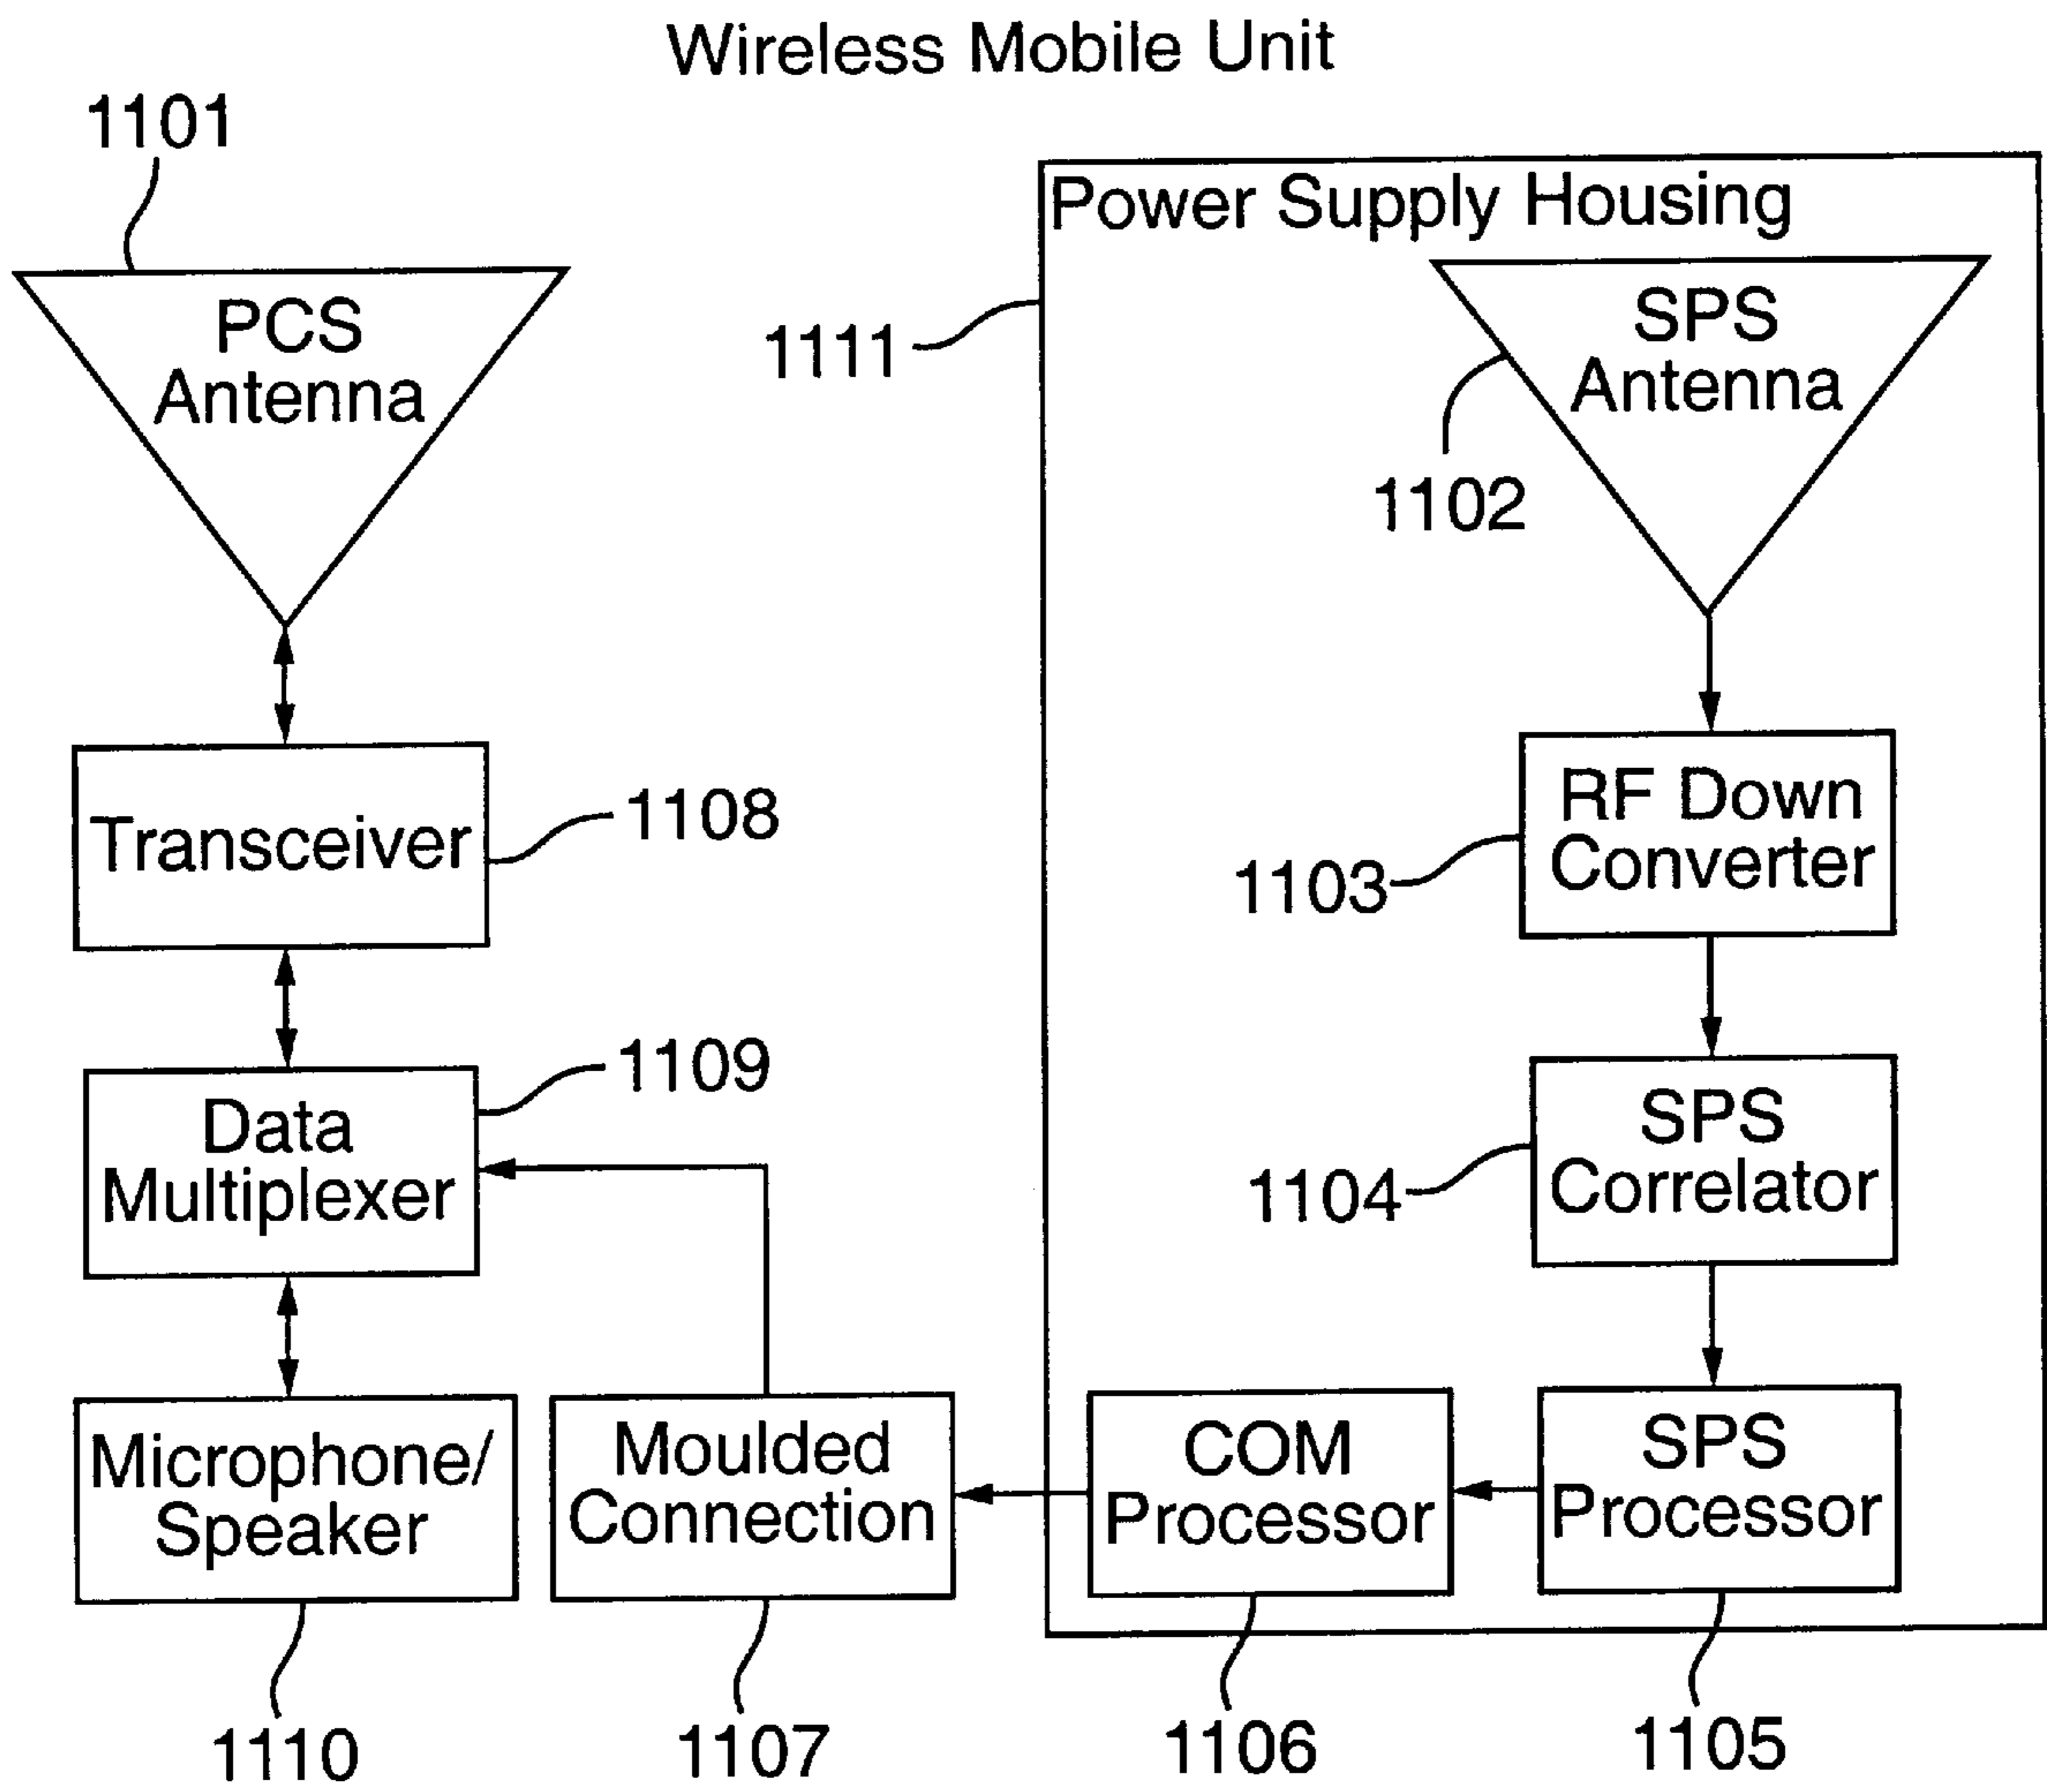 Wireless Mobile Unit
1101
Power Supply Housing
PCS
Antenna
1111
SPS
Antenna
1102
Transceiver
1108
RF Down
Converter
1103
Data
Multiplexer
1109
SPS
Correlator
1104
Microphone/
Speaker
Moulded
Connection
COM
Processor
SPS
Processor
1110
1107
1106
1105